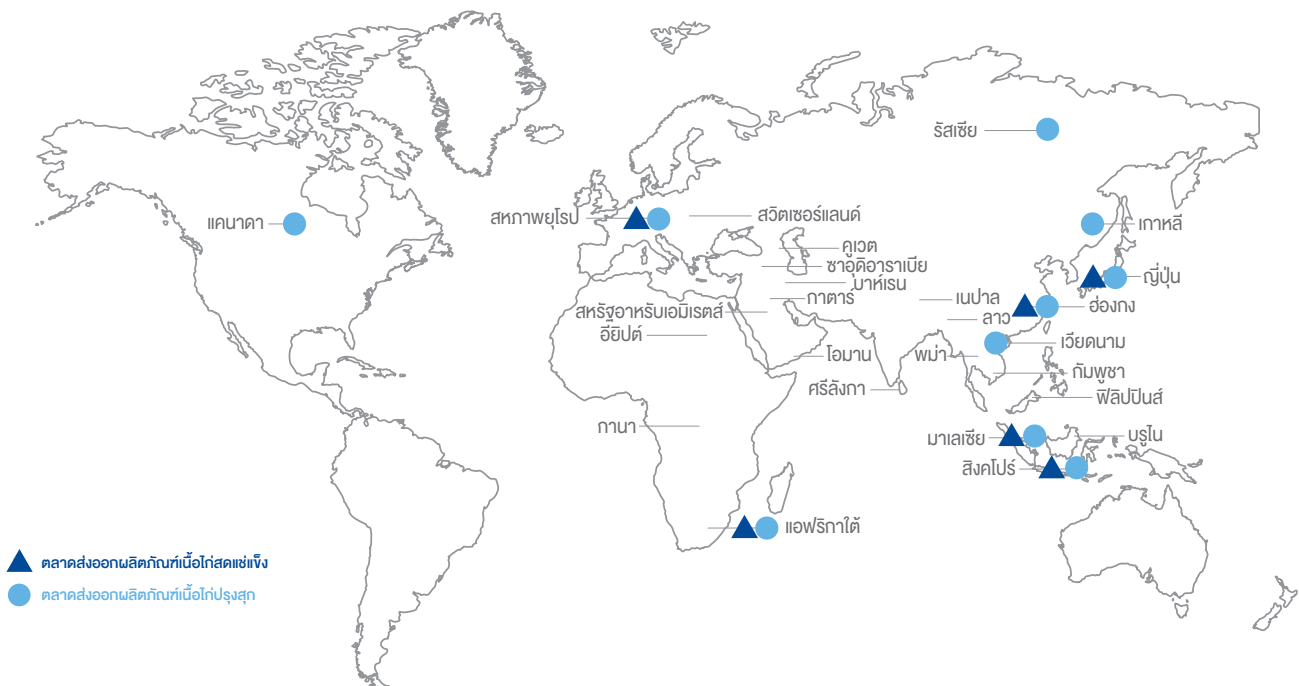 รัสเซีย
แคนาดา
สหภาพยุโรป
สวิตเซอร์แลนด์
เกาหลี
คูเวต
ซาอุดิอาราเบีย
บาห์เรน
ญี่ปุ่น
กาตาร์
เนปาล
ฮ่องกง
สหรัฐอาหรับเอมิเรตส์
ลาว
อียิปต์
เวียดนาม
โอมาน
พม่า
กัมพูชา
ศรีลังกา
ฟิลิปปินส์
กานา
มาเลเซีย
บรูไน
สิงคโปร์
แอฟริกาใต้
ตลาดส่งออกผลิตภัณฑ์เนื้อไก่สดแช่แข็ง
ตลาดส่งออกผลิตภัณฑ์เนื้อไก่ปรุงสุก